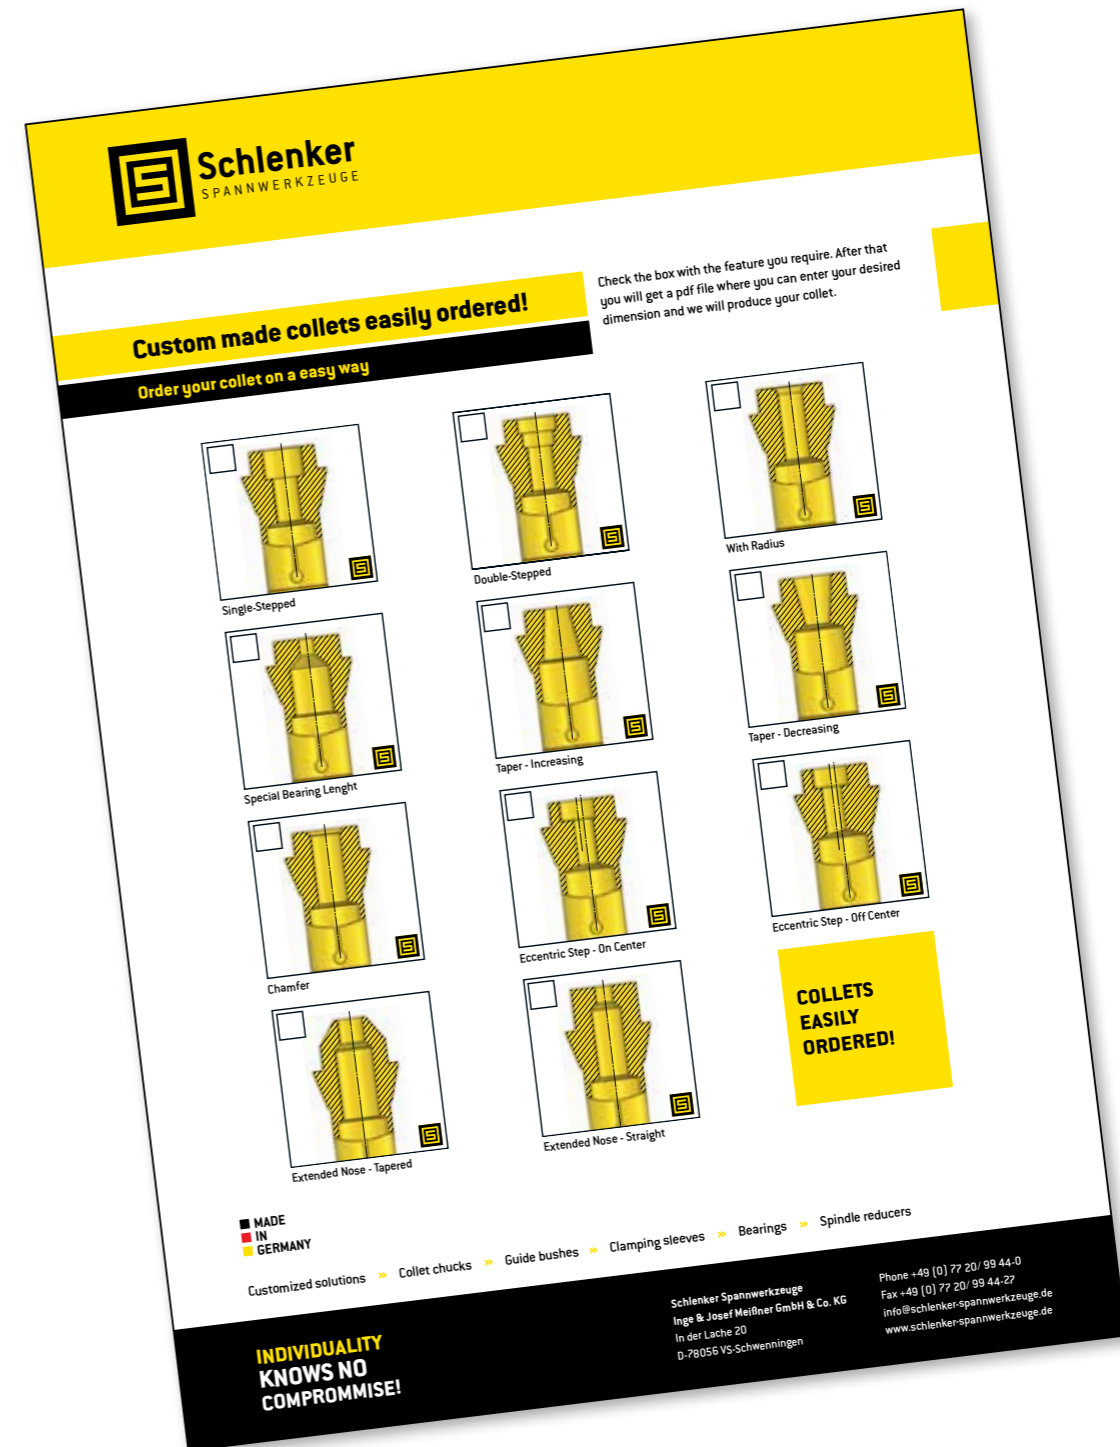 Schlenker
SPANNWERKZEUGE
Check the box with the feature you require. After that
you will get a pdf file where you can enter your desired
dimension and we will produce your collet.
Custom made collets easily ordered!
Order your collet on a easy way
Single-Stepped
Double-Stepped
With Radius
Special Bearing Lenght
Taper - Increasing
Taper - Decreasing
Chamfer
Eccentric Step - On Center
Eccentric Step - Off Center
Extended Nose - Tapered
Extended Nose - Straight
COLLETS
EASILY
ORDERED!
MADE
IN
GERMANY
Customized solutions » Collet chucks » Guide bushes » Clamping sleeves » Bearings » Spindle reducers
INDIVIDUALITY
KNOWS NO
COMPROMMISE!
Schlenker Spannwerkzeuge
Inge & Josef Meißner GmbH & Co. KG
In der Lache 20
D-78056 VS-Schwenningen
Phone +49 (0) 77 20/ 99 44-0
Fax +49 (0) 77 20/ 99 44-27
info@schlenker-spannwerkzeuge.de
www.schlenker-spannwerkzeuge.de